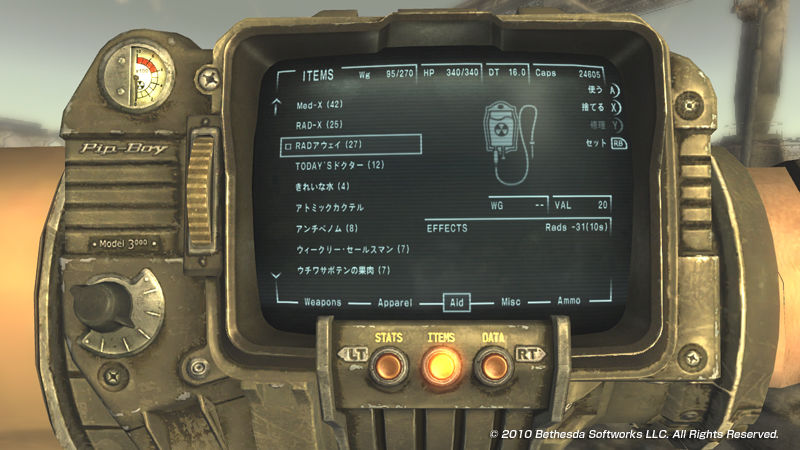 ITEMS Wg 95/270 HP 340/340 DT 16.0 Caps 24605
使う A)
捨てる X)
修理 Y)
セット RB
Med-X (42)
RAD-X (25)
RADアウェイ (27)
TODAY'Sドクター (12)
きれいな水 (4)
アトミックカクテル
アンチベノム (8)
ウィークリー・セールスマン (7)
ウチワサボテンの果肉 (7)
WG -- VAL 20
EFFECTS Rads -31(10s)
Weapons Apparel Aid Misc Ammo
Pip-Boy
Model 3000
STATS ITEMS DATA
LT RT
© 2010 Bethesda Softworks LLC. All Rights Reserved.